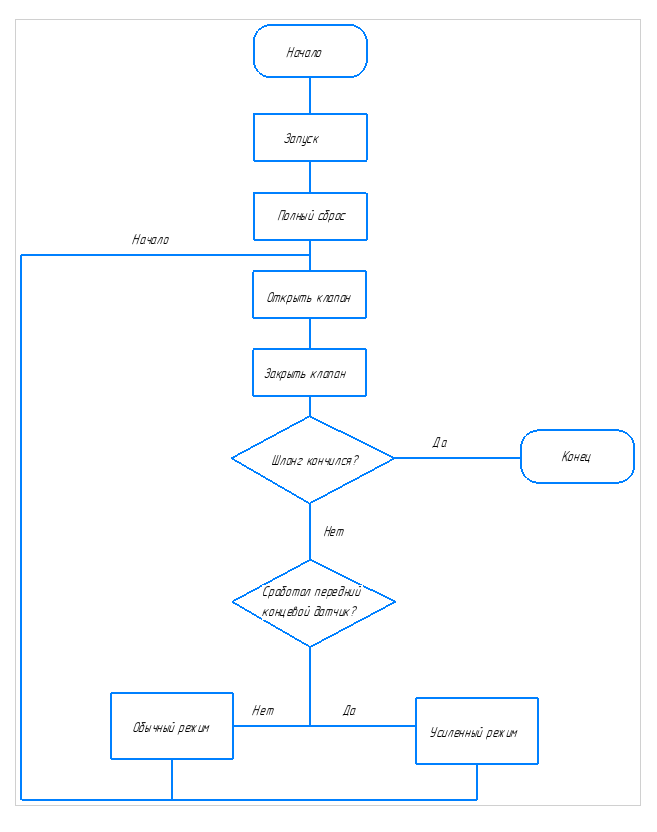 Начало
Запуск
Полный сброс
Начало
Открыть клапан
Закрыть клапан
Шланг кончился?
Да
Конец
Нет
Сработал передний
концевой датчик?
Нет
Да
Обычный режим
Усиленный режим